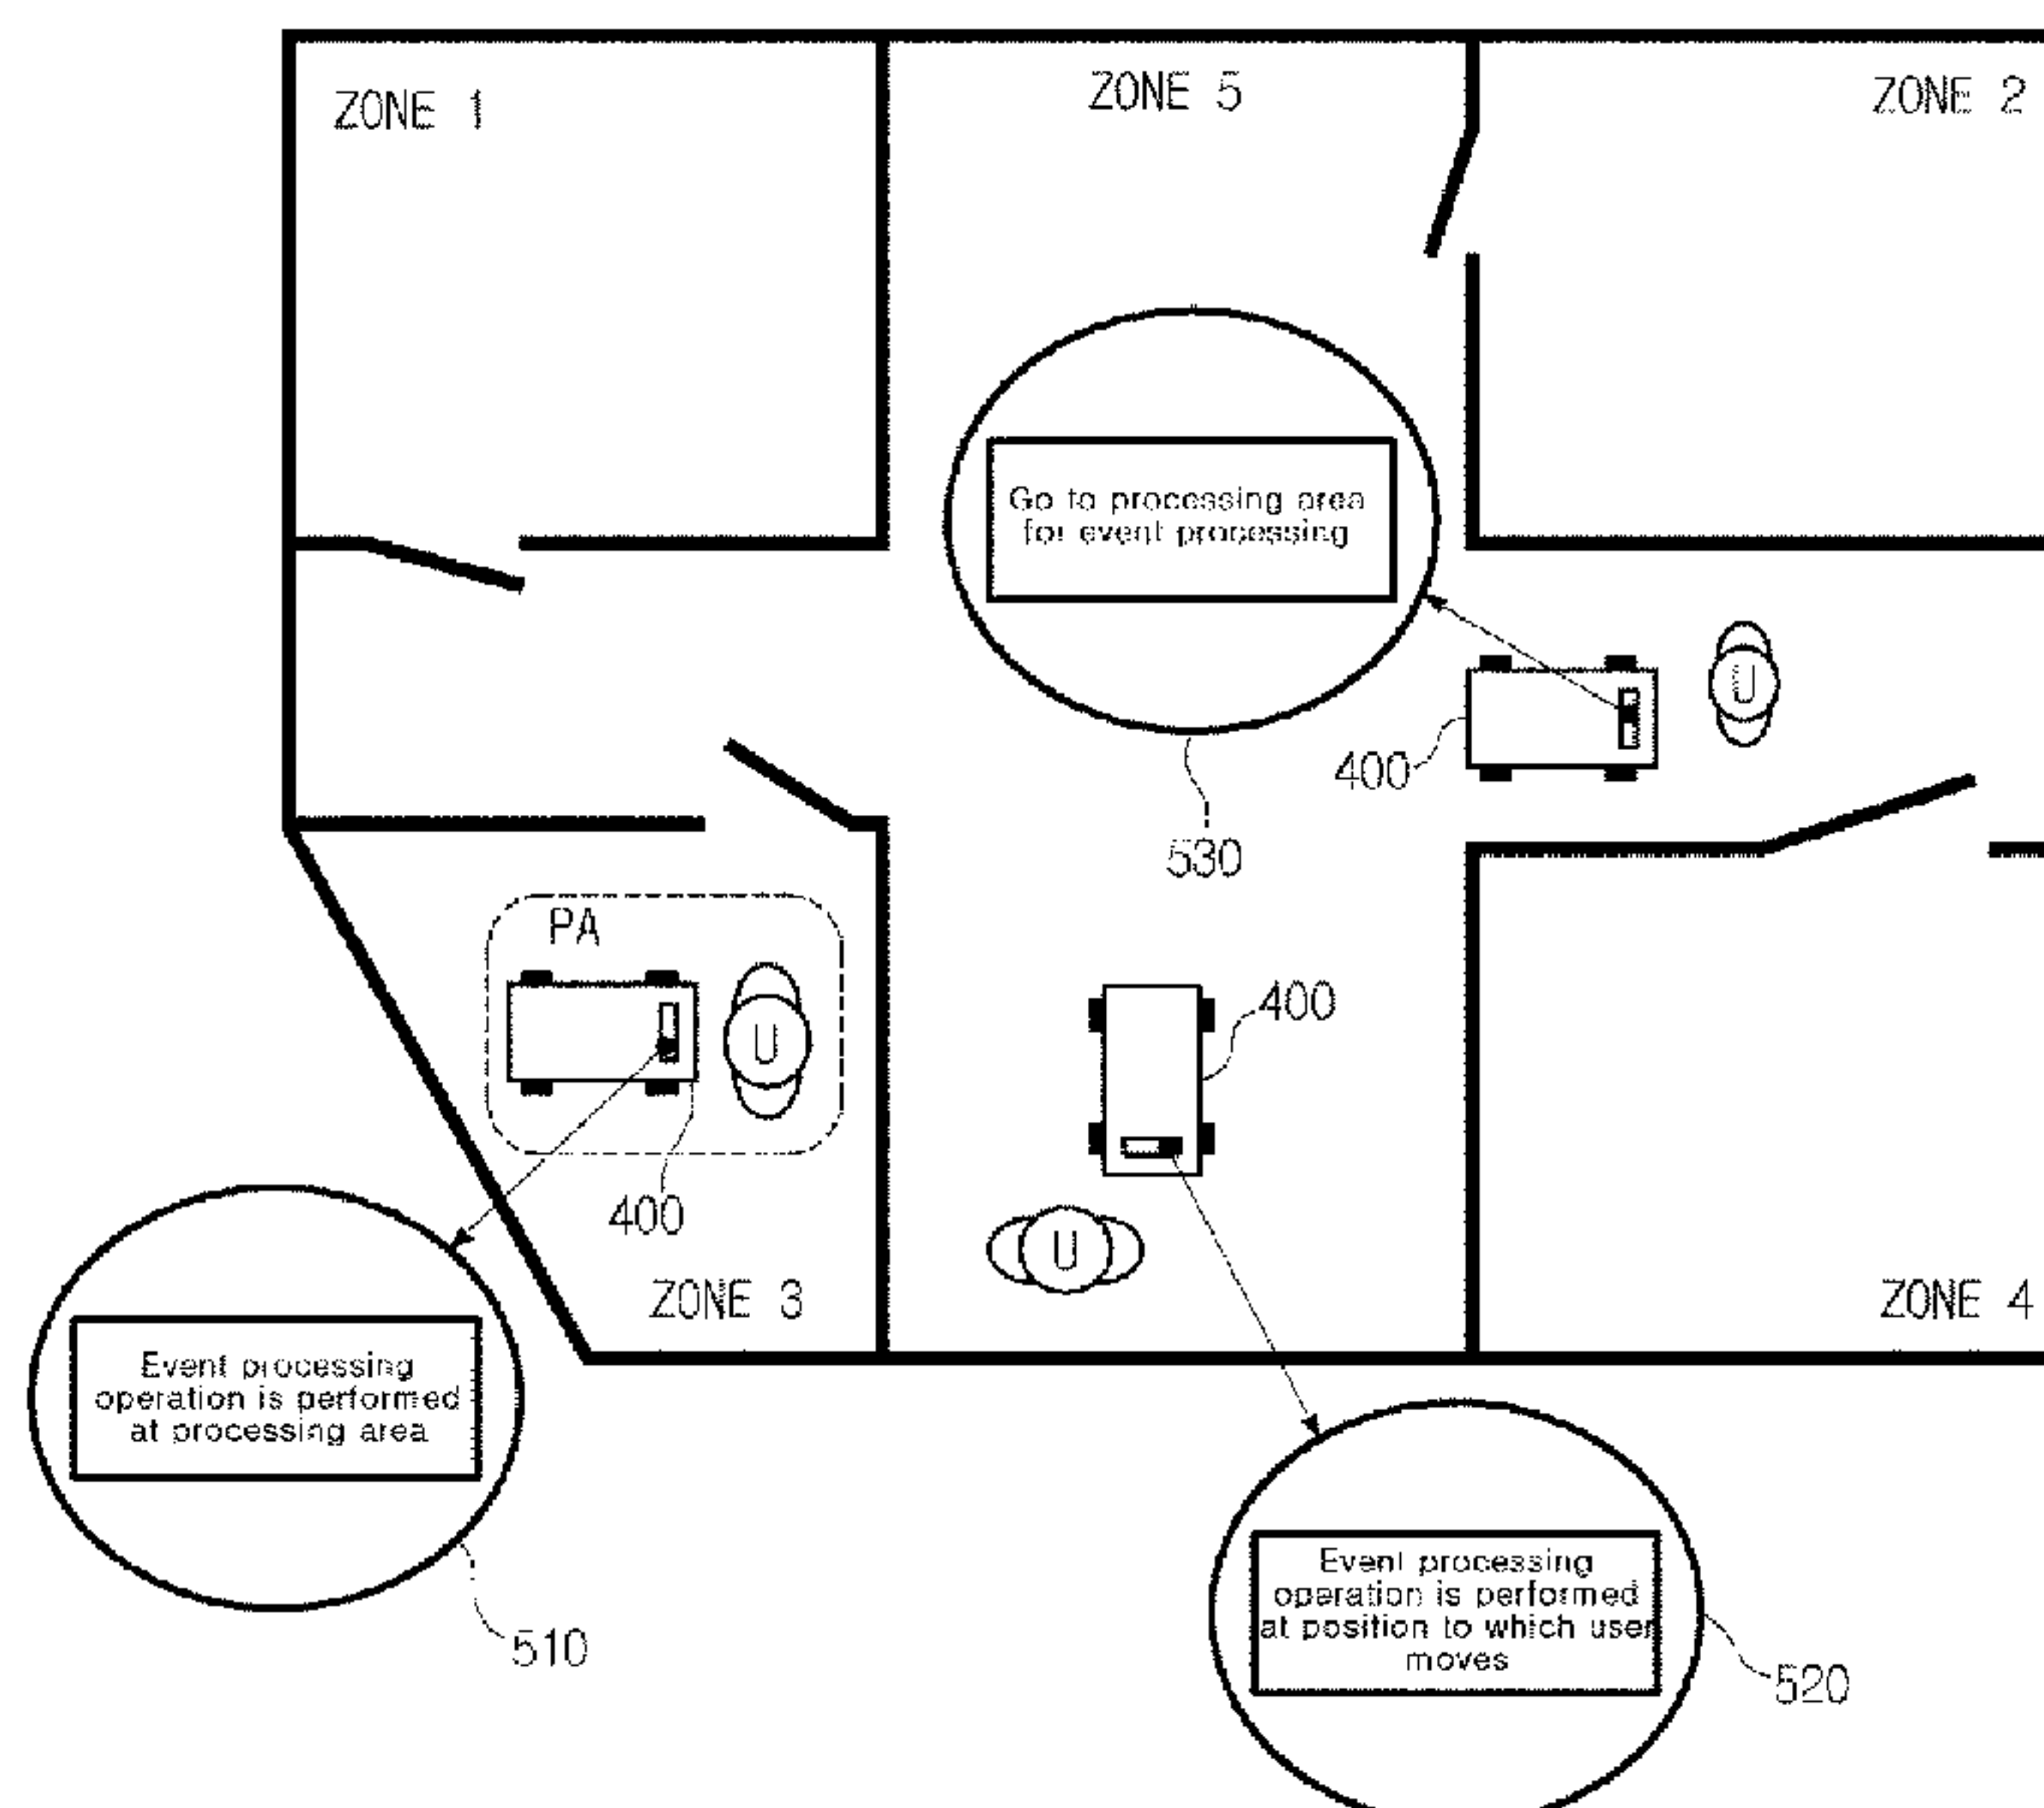 ZONE 1
ZONE 5
ZONE 2
Go to processing area
for event processing
U
400
530
PA
U
400
400
U
ZONE 3
ZONE 4
Event processing
operation is performed
at processing area
510
Event processing
operation is performed
at position to which user
moves
520